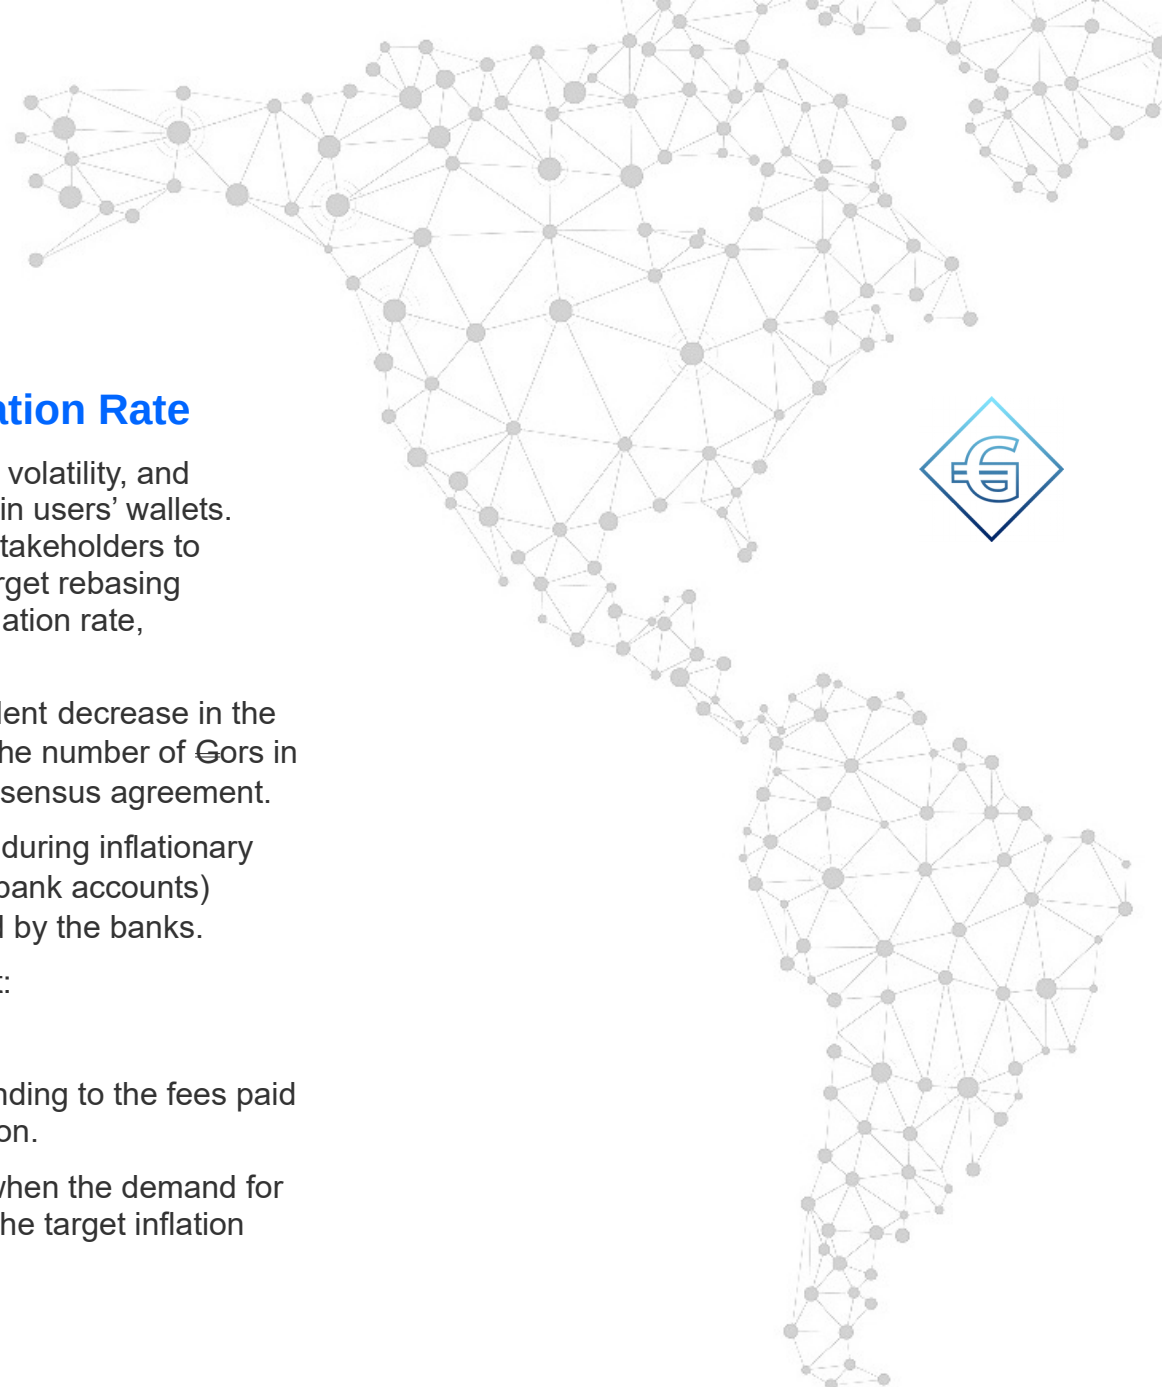 ation Rate
volatility, and
in users’ wallets.
takeholders to
rget rebasing
ation rate,
lent decrease in the
he number of Gors in
sensus agreement.
during inflationary
bank accounts)
l by the banks.
t:
nding to the fees paid
on.
when the demand for
he target inflation